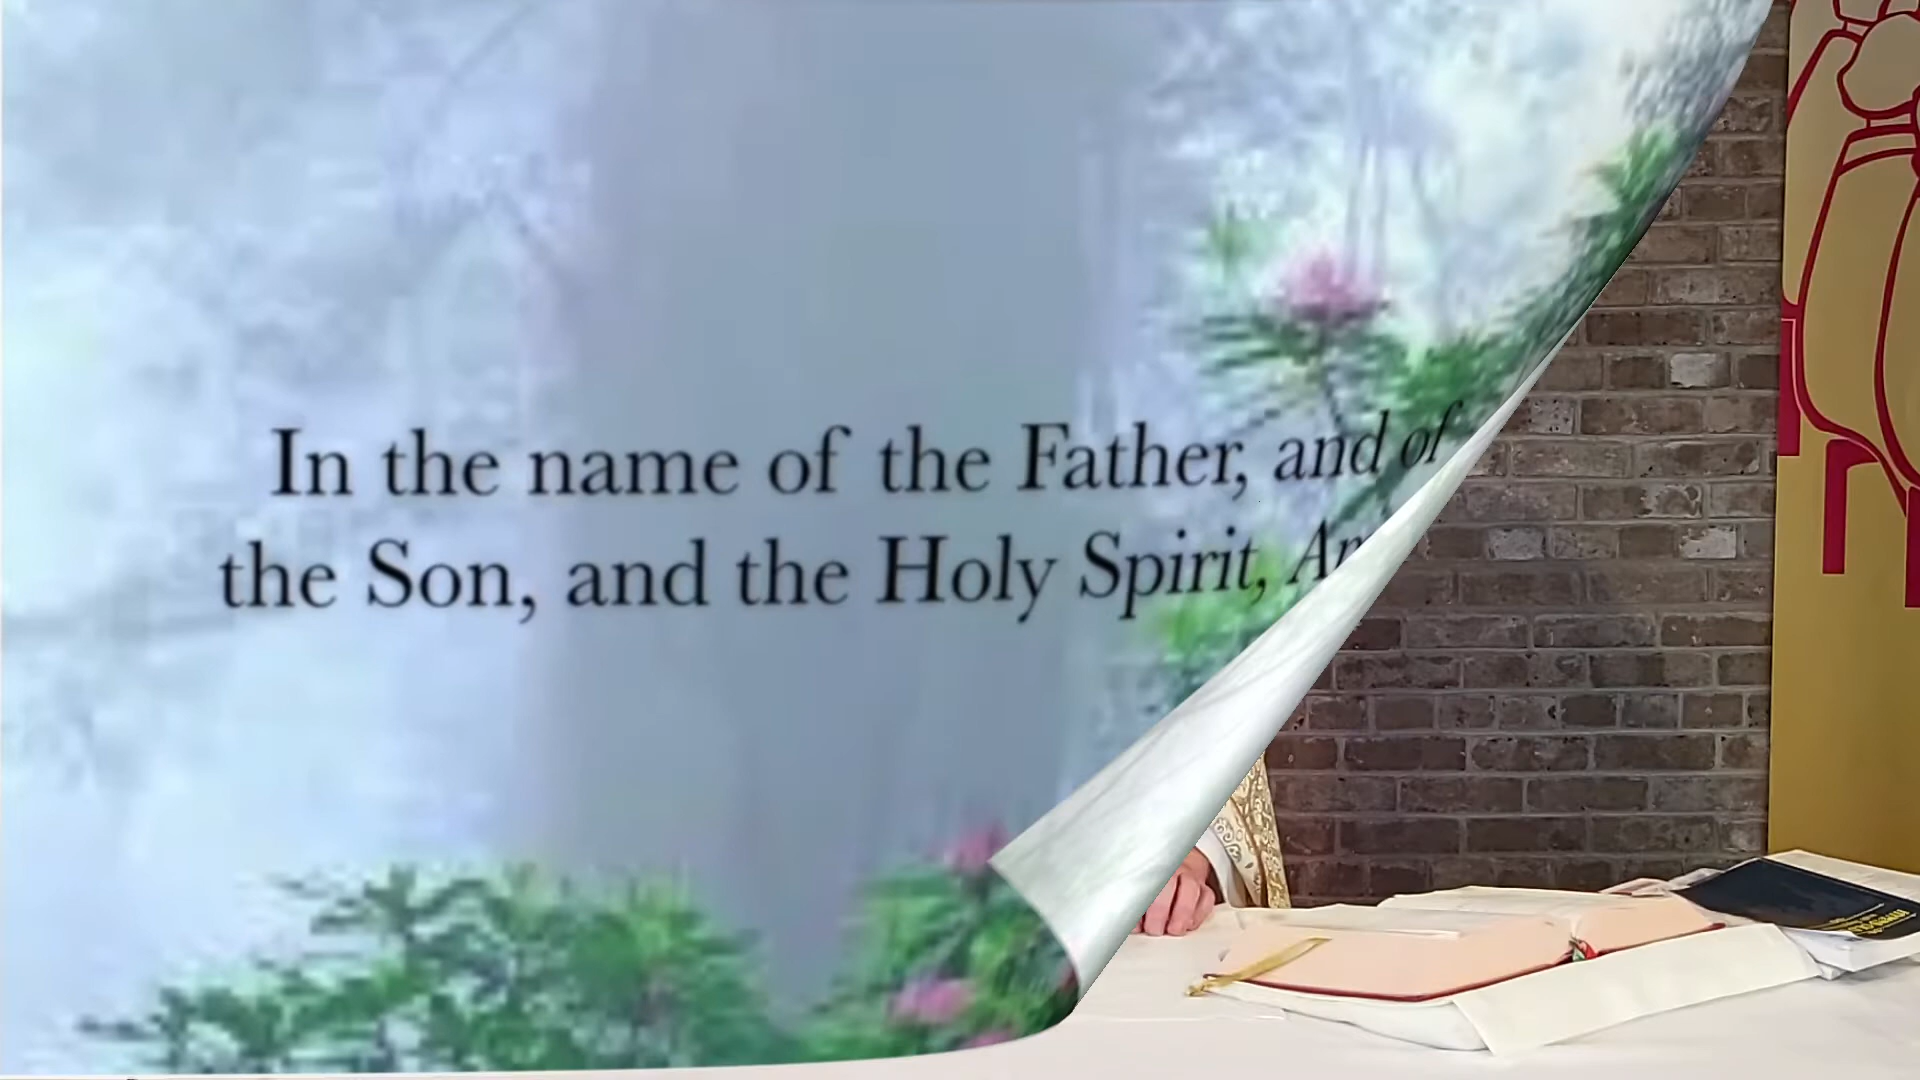 In the name of the Father, and of
the Son, and the Holy Spirit,